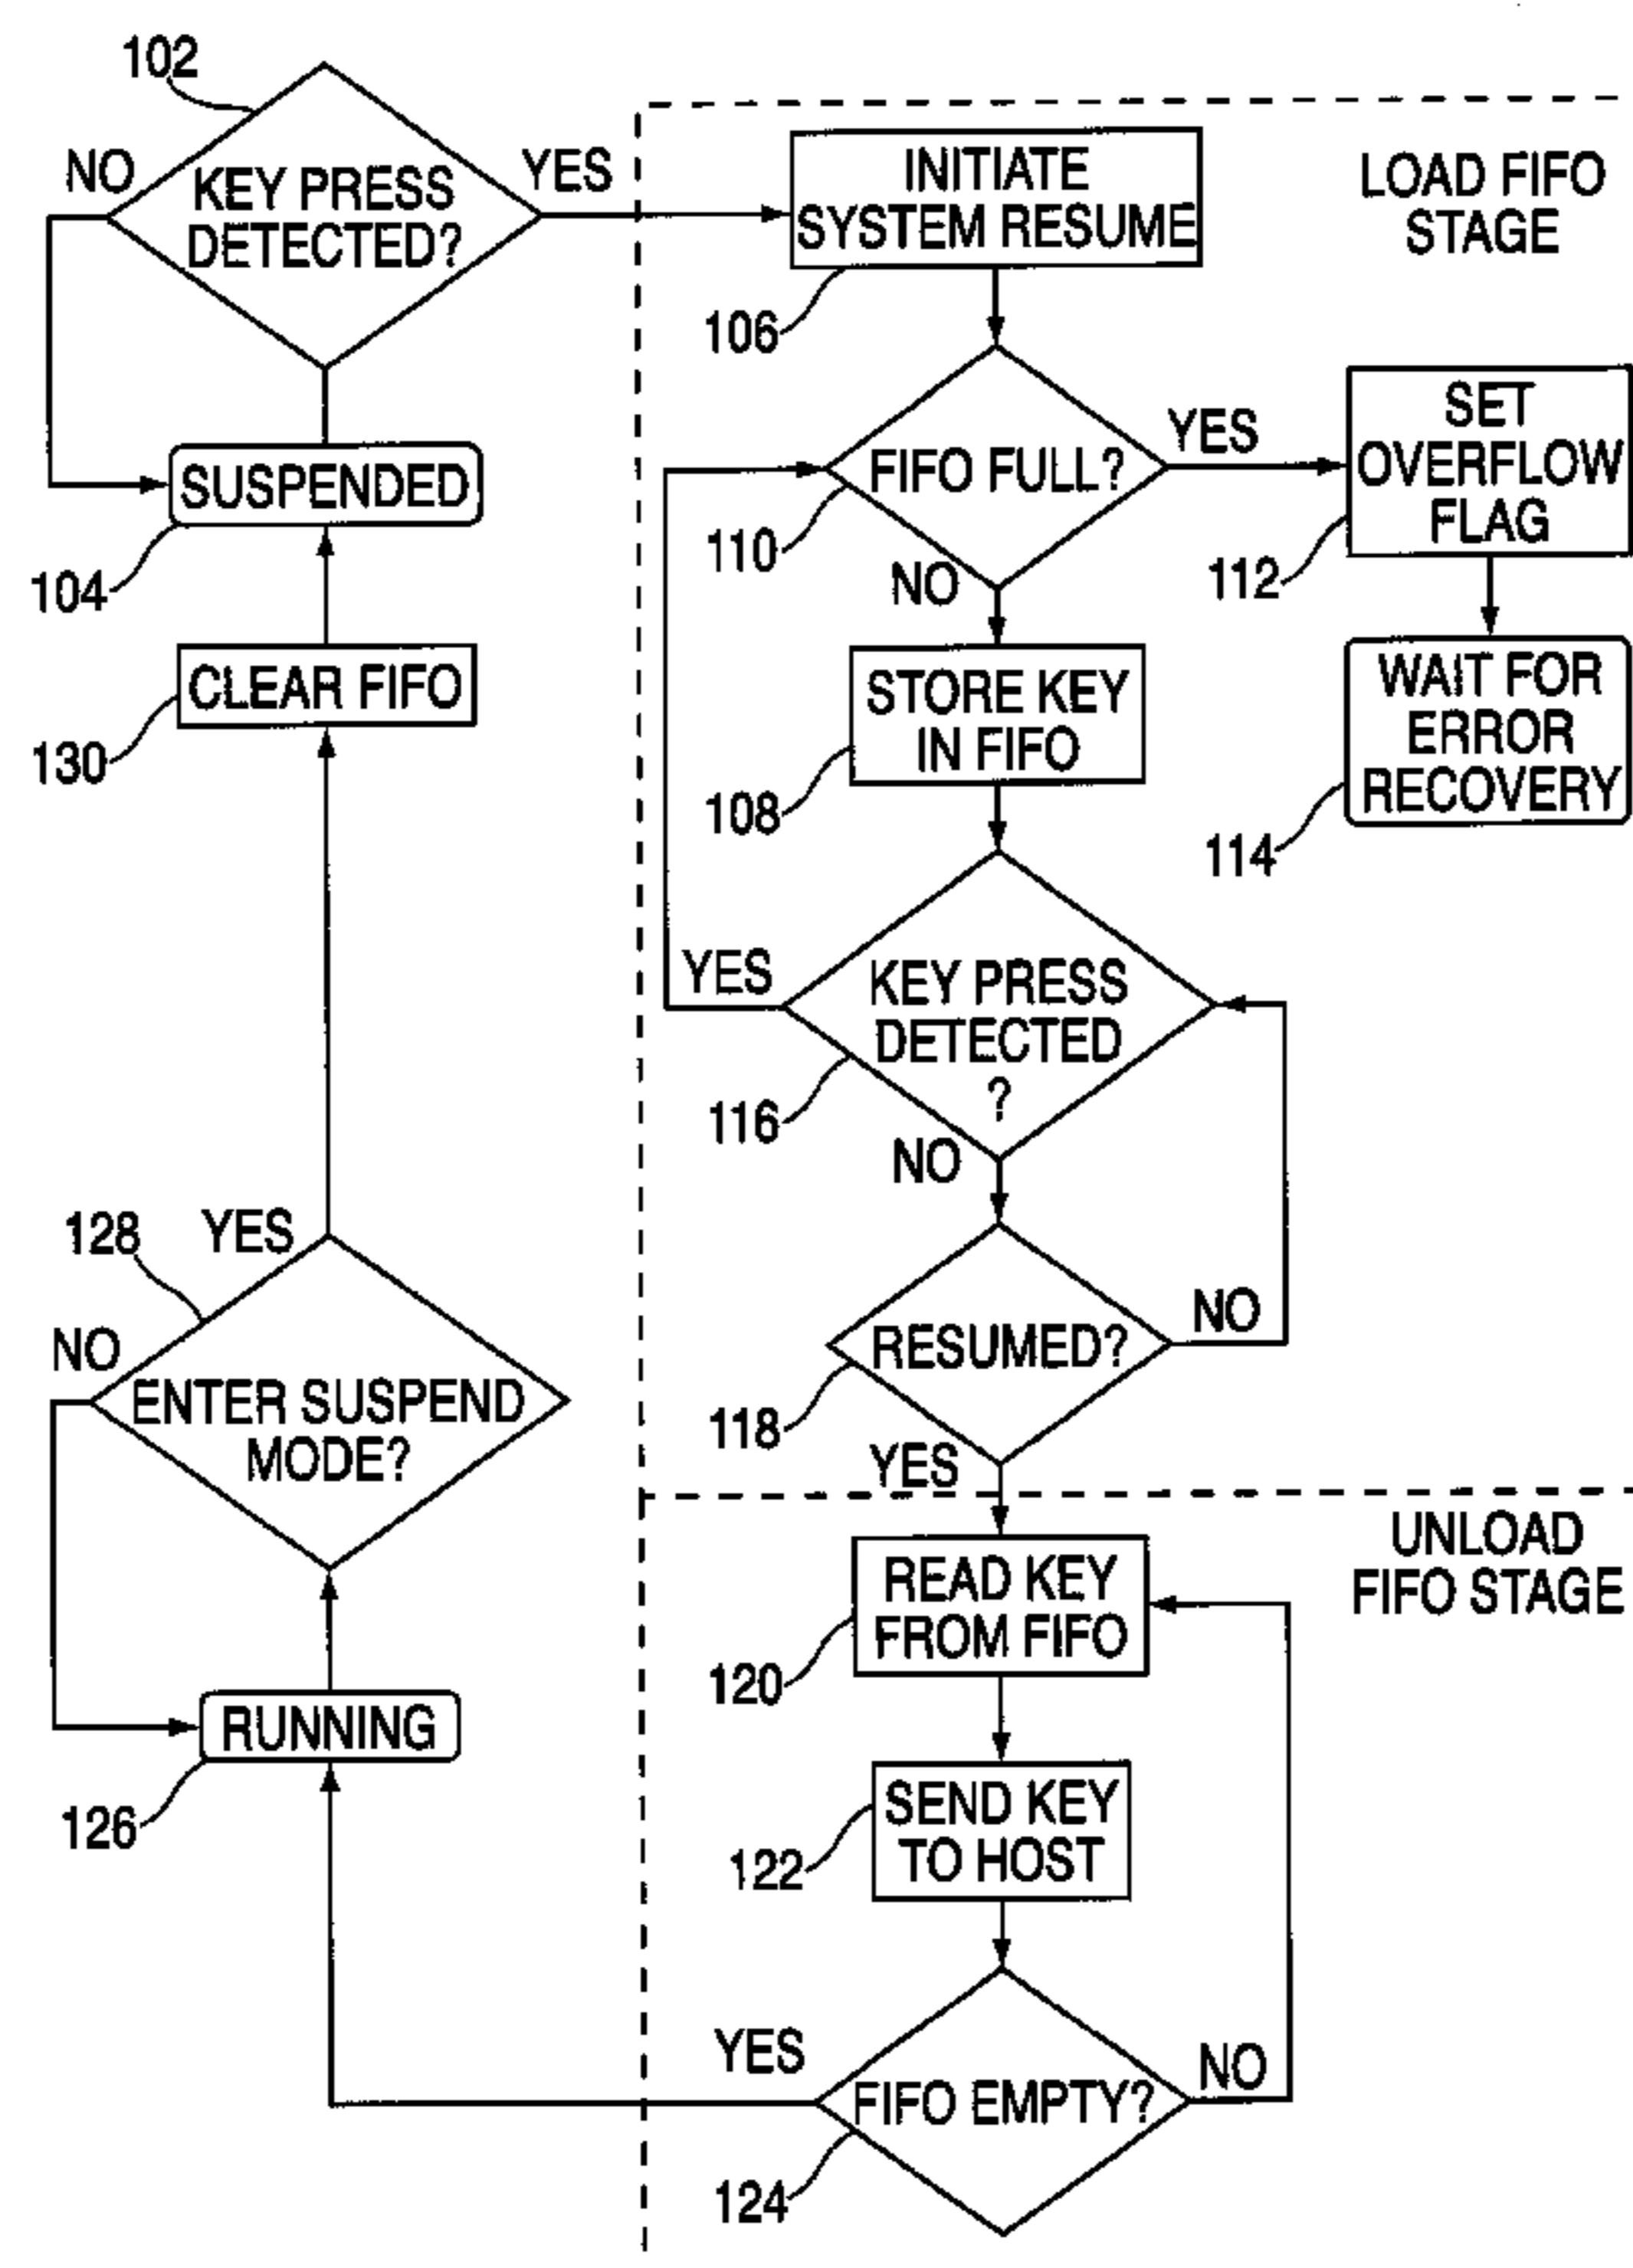 102
NO
KEY PRESS
DETECTED?
YES
SUSPENDED
104
CLEAR FIFO
130
128
YES
NO
ENTER SUSPEND
MODE?
RUNNING
126
LOAD FIFO
STAGE
INITIATE
SYSTEM RESUME
106
FIFO FULL?
YES
110
NO
SET
OVERFLOW
FLAG
112
WAIT FOR
ERROR
RECOVERY
114
STORE KEY
IN FIFO
108
YES
KEY PRESS
DETECTED
?
116
NO
RESUMED?
NO
118
YES
UNLOAD
FIFO STAGE
READ KEY
FROM FIFO
120
SEND KEY
TO HOST
122
YES
FIFO EMPTY?
NO
124